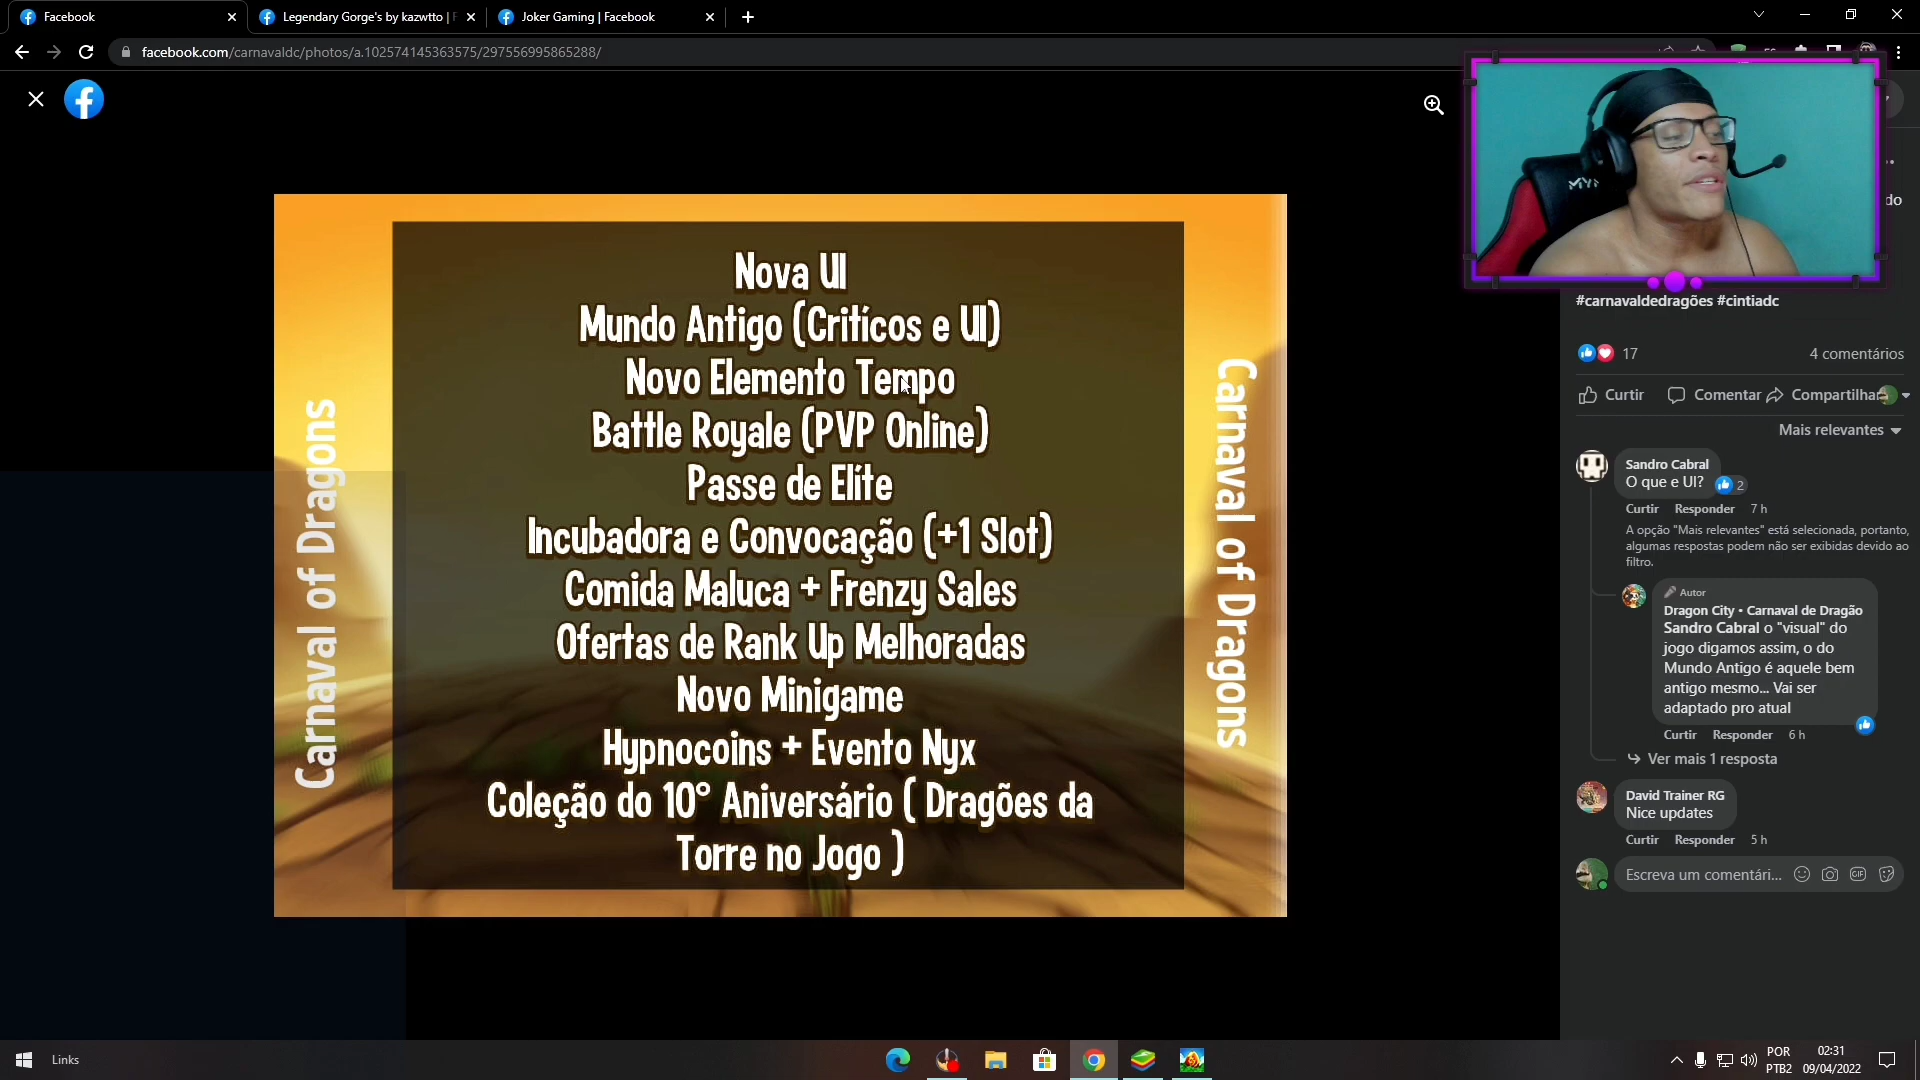 Facebook
Legendary Gorge's by kazwtto | F
Joker Gaming | Facebook
facebook.com/carnavaldc/photos/a.102574145363575/297556995865288/
Carnaval of Dragons
Nova UI
Mundo Antigo (Critícos e UI)
Novo Elemento Tempo
Battle Royale (PVP Online)
Passe de Elíte
Incubadora e Convocação (+1 Slot)
Comida Maluca + Frenzy Sales
Ofertas de Rank Up Melhoradas
Novo Minigame
Hypnocoins + Evento Nyx
Coleção do 10° Aniversário ( Dragões da
Torre no Jogo )
Carnaval of Dragons
do
#carnavaldedragões #cintiadc
17
4 comentários
Curtir Comentar Compartilhar
Mais relevantes
Sandro Cabral
O que e UI? 2
Curtir Responder 7 h
A opção "Mais relevantes" está selecionada, portanto,
algumas respostas podem não ser exibidas devido ao
filtro.
Autor
Dragon City • Carnaval de Dragão
Sandro Cabral o "visual" do
jogo digamos assim, o do
Mundo Antigo é aquele bem
antigo mesmo... Vai ser
adaptado pro atual
Curtir Responder 6 h
Ver mais 1 resposta
David Trainer RG
Nice updates
Curtir Responder 5 h
Escreva um comentári...
GIF
Links
POR
PTB2
02:31
09/04/2022